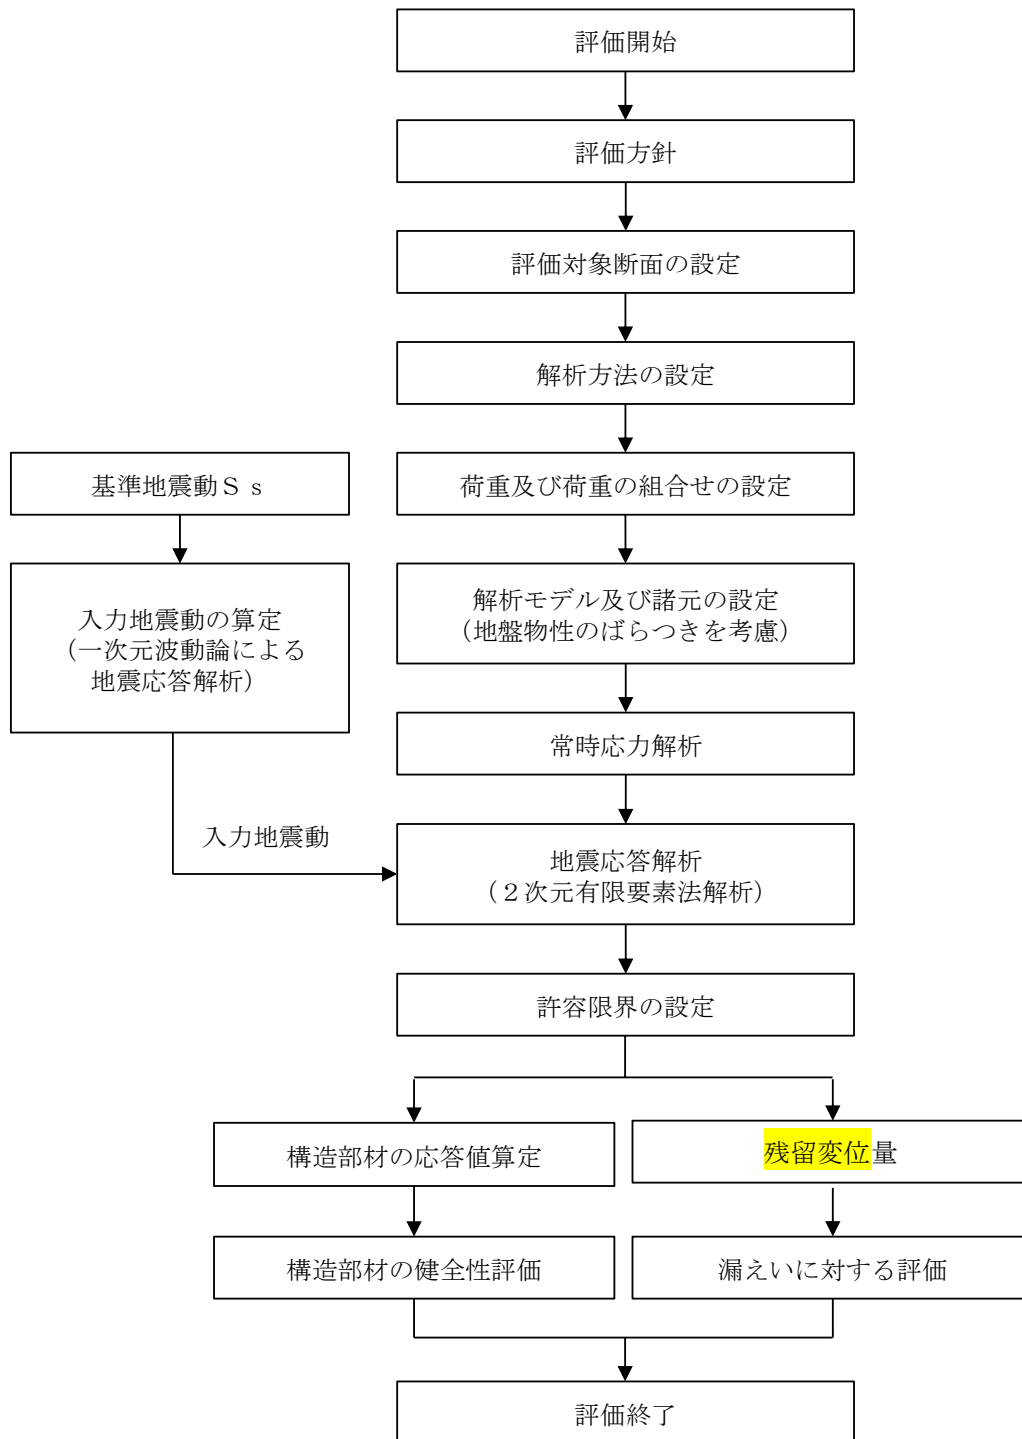 評価開始
評価方針
評価対象断面の設定
解析方法の設定
基準地震動Ｓｓ
荷重及び荷重の組合せの設定
入力地震動の算定
（一次元波動論による
地震応答解析）
解析モデル及び諸元の設定
（地盤物性のばらつきを考慮）
常時応力解析
入力地震動
地震応答解析
（２次元有限要素法解析）
許容限界の設定
構造部材の応答値算定
残留変位量
構造部材の健全性評価
漏えいに対する評価
評価終了